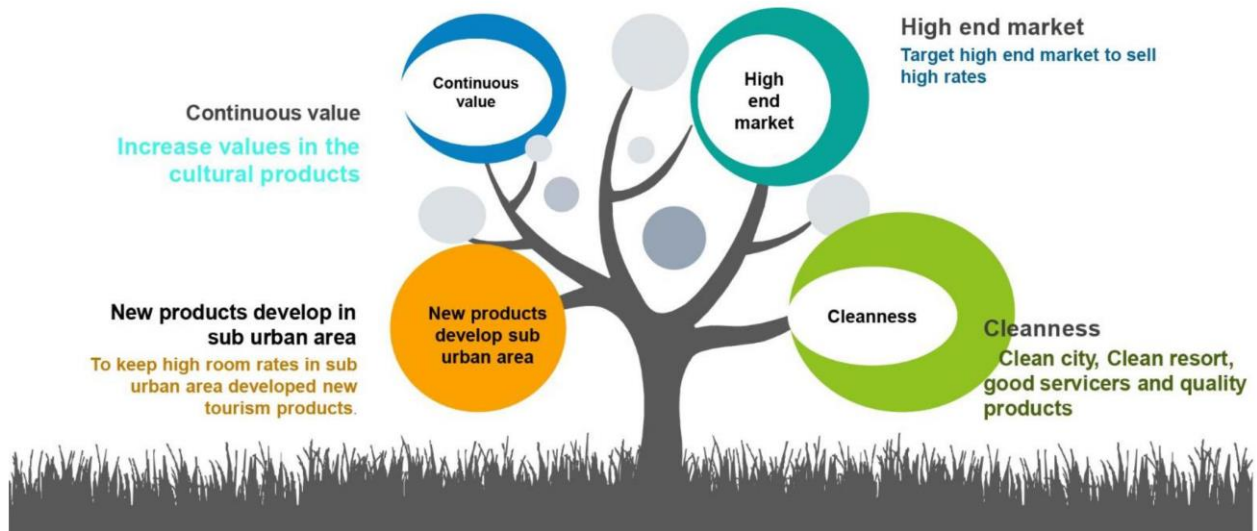 Continuous
value
Continuous value
Increase values in the
cultural products
High
end
market
High end market
Target high end market to sell
high rates
New products
develop sub
urban area
New products develop in
sub urban area
To keep high room rates in sub
urban area developed new
tourism products.
Cleanness
Cleanness
Clean city, Clean resort,
good servicers and quality
products